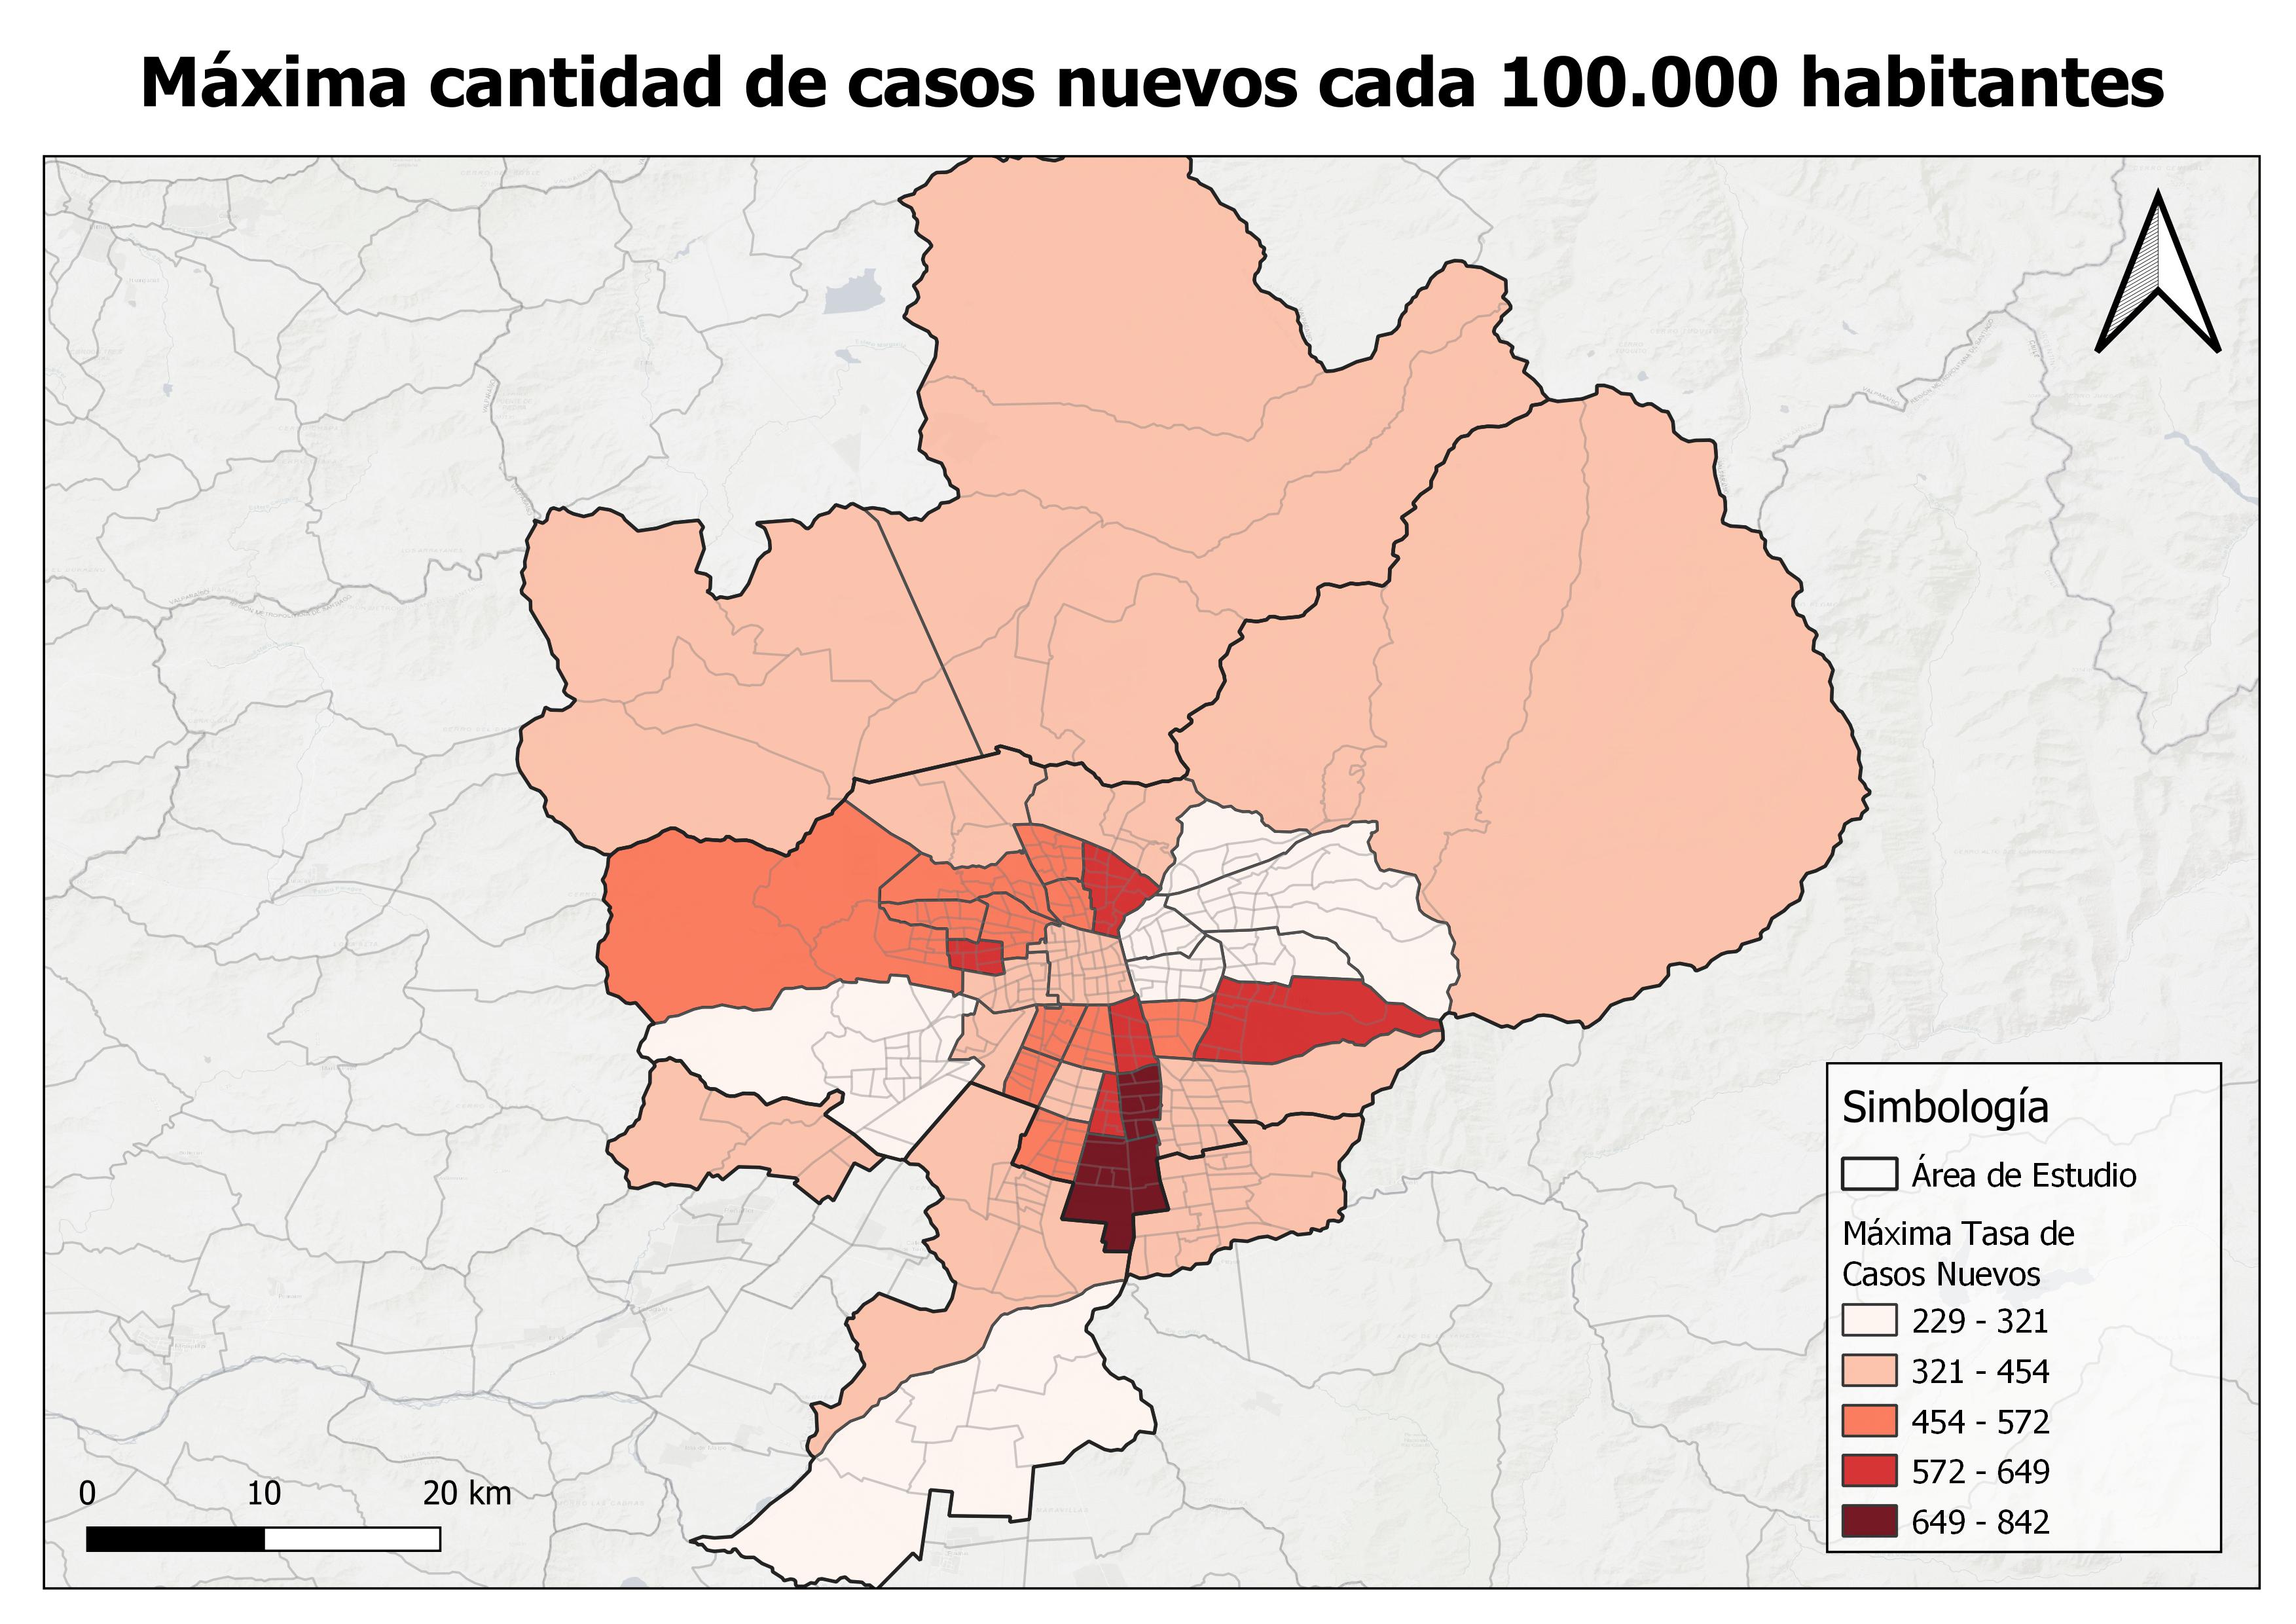 Máxima cantidad de casos nuevos cada 100.000 habitantes
Simbología
Área de Estudio
Máxima Tasa de
Casos Nuevos
229 - 321
321 - 454
454 - 572
572 - 649
649 - 842
0 10 20 km